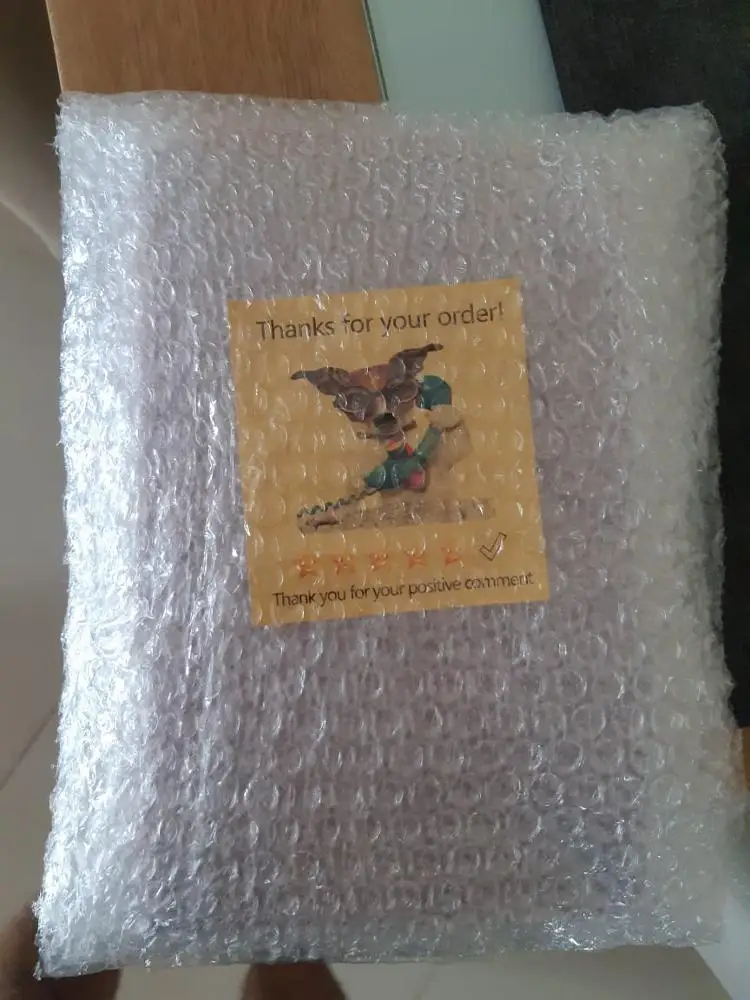 Thanks for your order!
Thank you for your positive comment